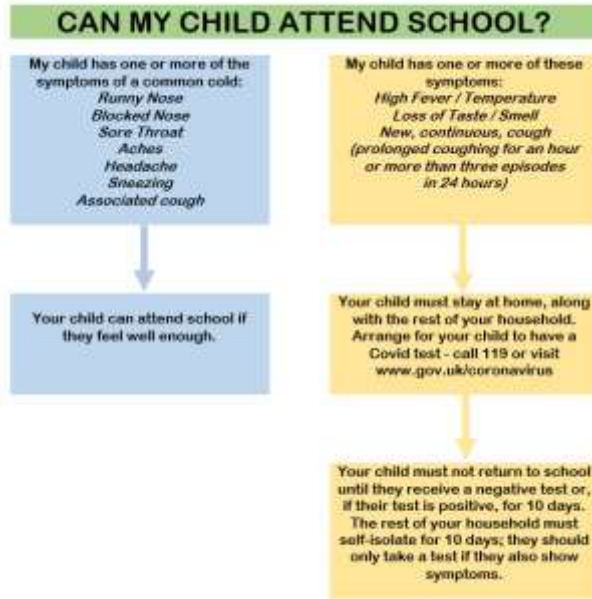 CAN MY CHILD ATTEND SCHOOL?
My child has one or more of the
symptoms of a common cold:
Runny Nose
Blocked Nose
Sore Throat
Aches
Headache
Sneezing
Associated cough
Your child can attend school if
they feel well enough.
My child has one or more of these
symptoms:
High Fever / Temperature
Loss of Taste / Smell
New, continuous, cough
(prolonged coughing for an hour
or more than three episodes
in 24 hours)
Your child must stay at home, along
with the rest of your household.
Arrange for your child to have a
Covid test - call 119 or visit
www.gov.uk/coronavirus
Your child must not return to school
until they receive a negative test or,
if their test is positive, for 10 days.
The rest of your household must
self-isolate for 10 days; they should
only take a test if they also show
symptoms.